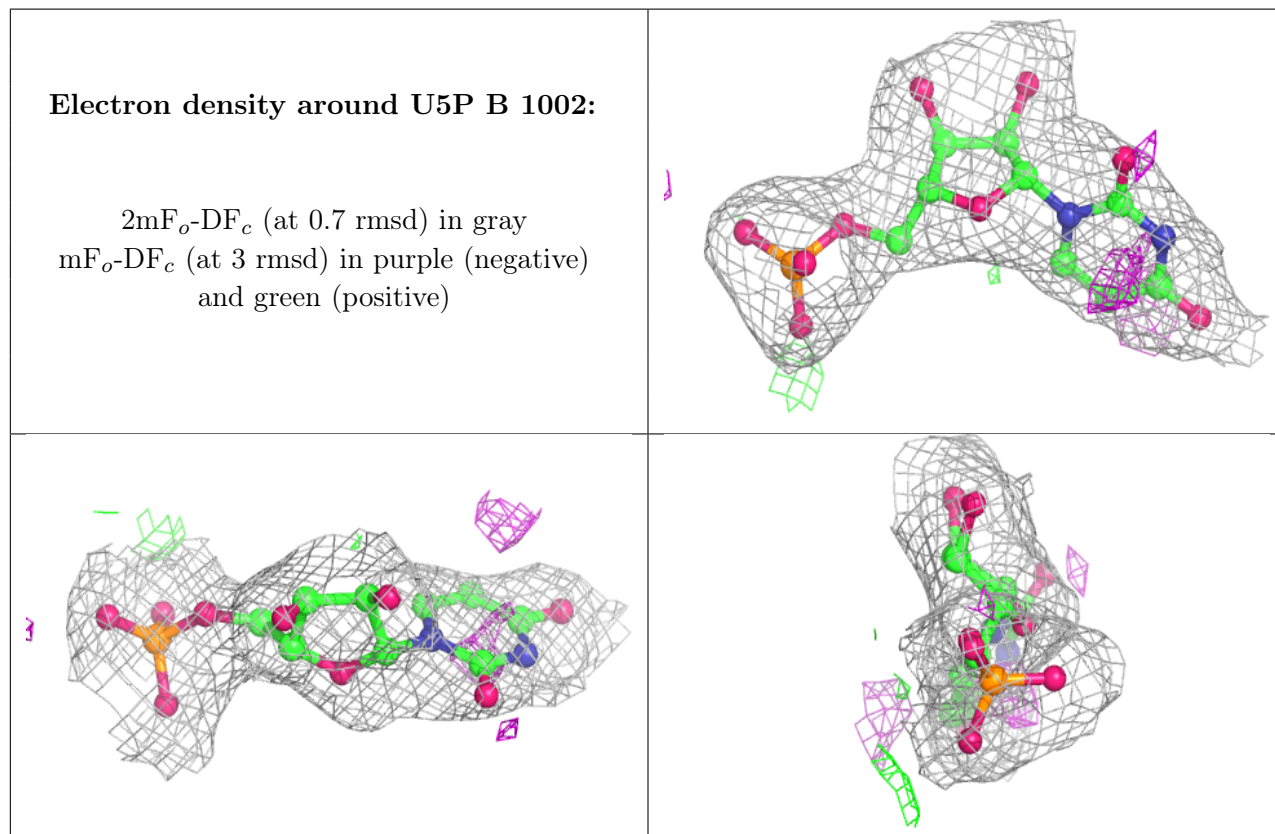 Electron density around U5P B 1002:
2mFo-DFc (at 0.7 rmsd) in gray
mFo-DFc (at 3 rmsd) in purple (negative)
and green (positive)